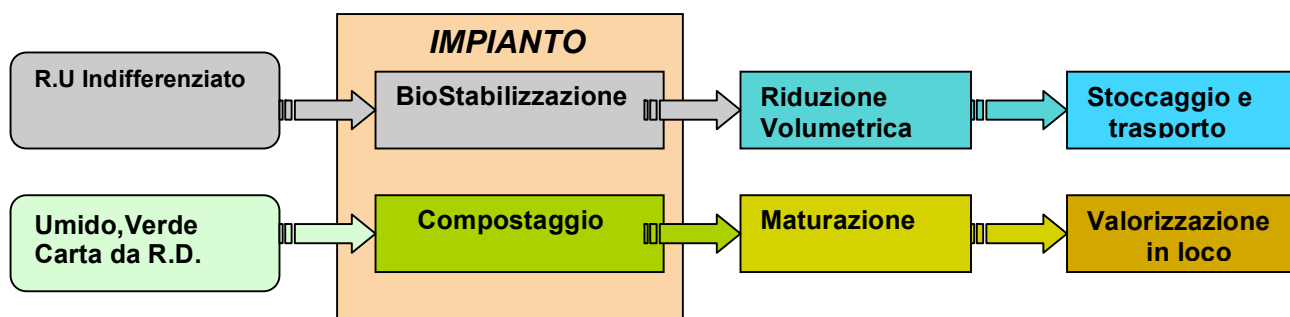 IMPIANTO
R.U Indifferenziato
BioStabilizzazione
Riduzione
Volumetrica
Stoccaggio e
trasporto
Umido,Verde
Carta da R.D.
Compostaggio
Maturazione
Valorizzazione
in loco